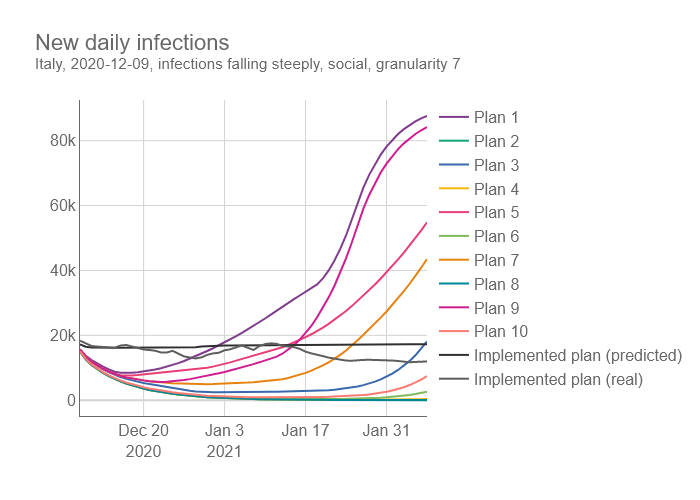 New daily infections
Italy, 2020-12-09, infections falling steeply, social, granularity 7
80k
60k
40k
20k
0
Dec 20
2020
Jan 3
2021
Jan 17
Jan 31
Plan 1
Plan 2
Plan 3
Plan 4
Plan 5
Plan 6
Plan 7
Plan 8
Plan 9
Plan 10
Implemented plan (predicted)
Implemented plan (real)